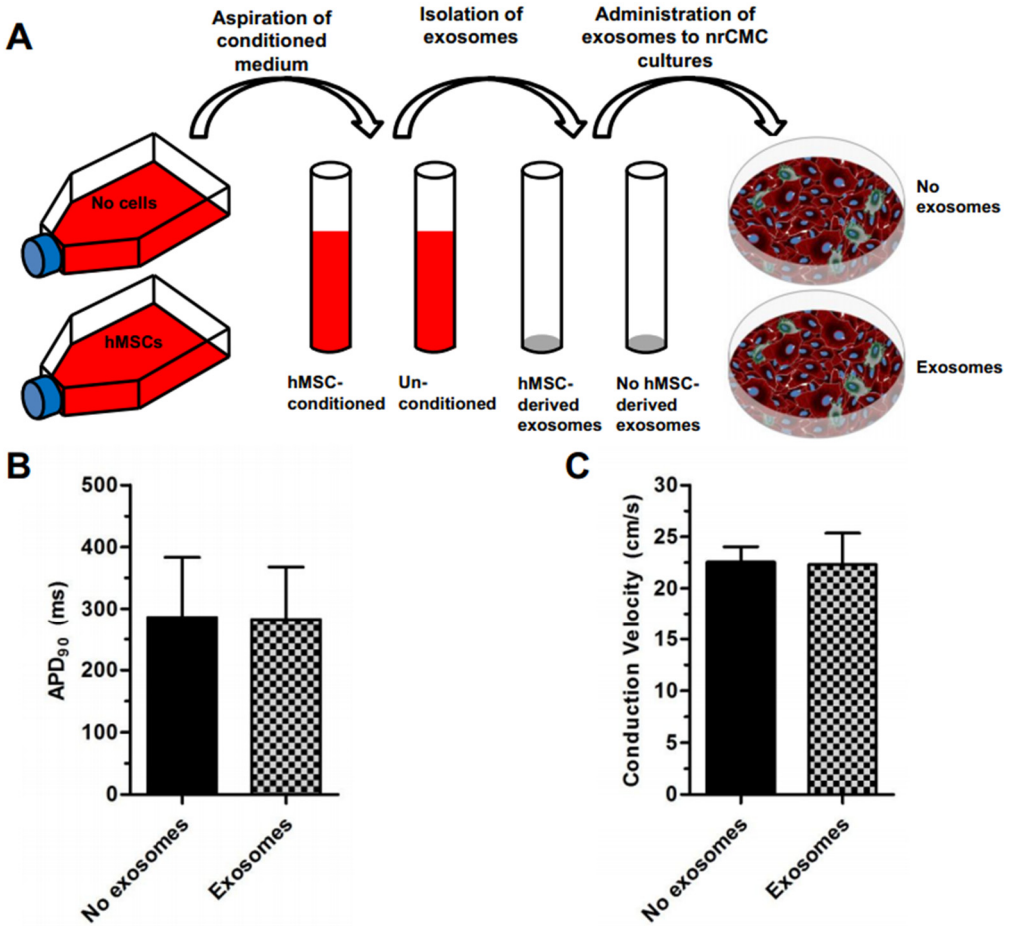 A
Aspiration of
conditioned
medium
Isolation of
exosomes
Administration of
exosomes to nrCMC
cultures
No cells
hMSCs
hMSC-
conditioned
Un-
conditioned
hMSC-
derived
exosomes
No hMSC-
derived
exosomes
No
exosomes
Exosomes
B
APD90 (ms)
500
400
300
200
100
0
No exosomes
Exosomes
C
Conduction Velocity (cm/s)
30
25
20
15
10
5
0
No exosomes
Exosomes